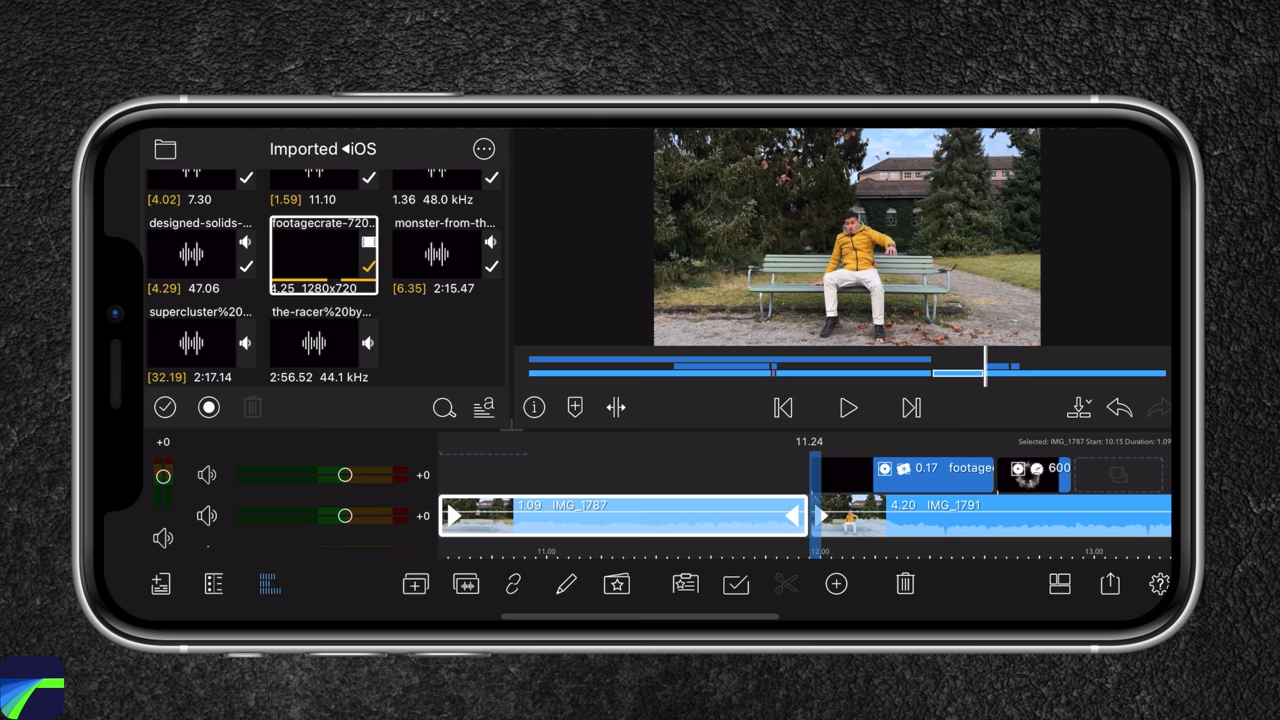 Imported ◂iOS
[4.02] 7.30
[1.59] 11.10
1.36 48.0 kHz
designed-solids-...
footagecrate-720...
monster-from-th...
[4.29] 47.06
4.25 1280x720
[6.35] 2:15.47
supercluster%20...
the-racer%20by...
[32.19] 2:17.14
2:56.52 44.1 kHz
a
+0
11.24
Selected: IMG_1787 Start: 10.15 Duration: 1.09
+0
0.17 footage
600
+0
1.09 IMG_1787
4.20 IMG_1791
11.00
12.00
13.00